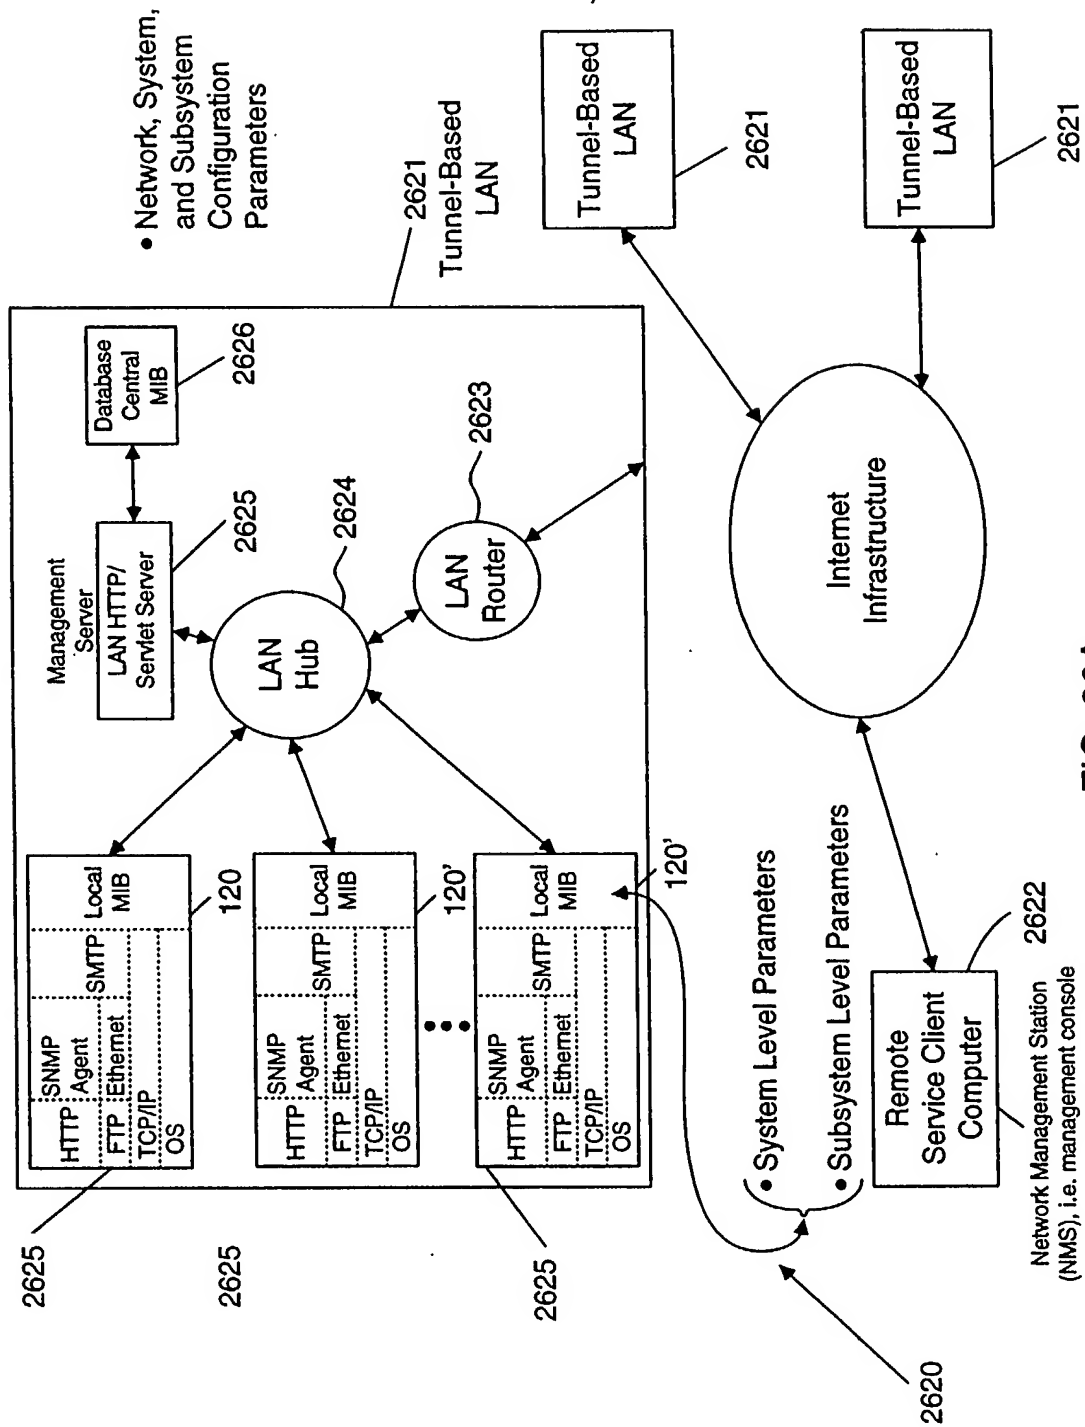 • Network, System,
and Subsystem
Configuration
Parameters
2621
Tunnel-Based
LAN
Management
Server
LAN HTTP/
Servlet Server
2625
Database
Central
MIB
2626
LAN
Hub
2624
LAN
Router
2623
2625
HTTP
SNMP
Agent
FTP
Ethernet
SMTP
TCP/IP
OS
Local
MIB
120
2625
HTTP
SNMP
Agent
FTP
Ethernet
SMTP
TCP/IP
OS
Local
MIB
120'
2625
HTTP
SNMP
Agent
FTP
Ethernet
SMTP
TCP/IP
OS
Local
MIB
120'
Tunnel-Based
LAN
2621
Tunnel-Based
LAN
2621
Internet
Infrastructure
• System Level Parameters
• Subsystem Level Parameters
2620
Remote
Service Client
Computer
2622
Network Management Station
(NMS), i.e. management console